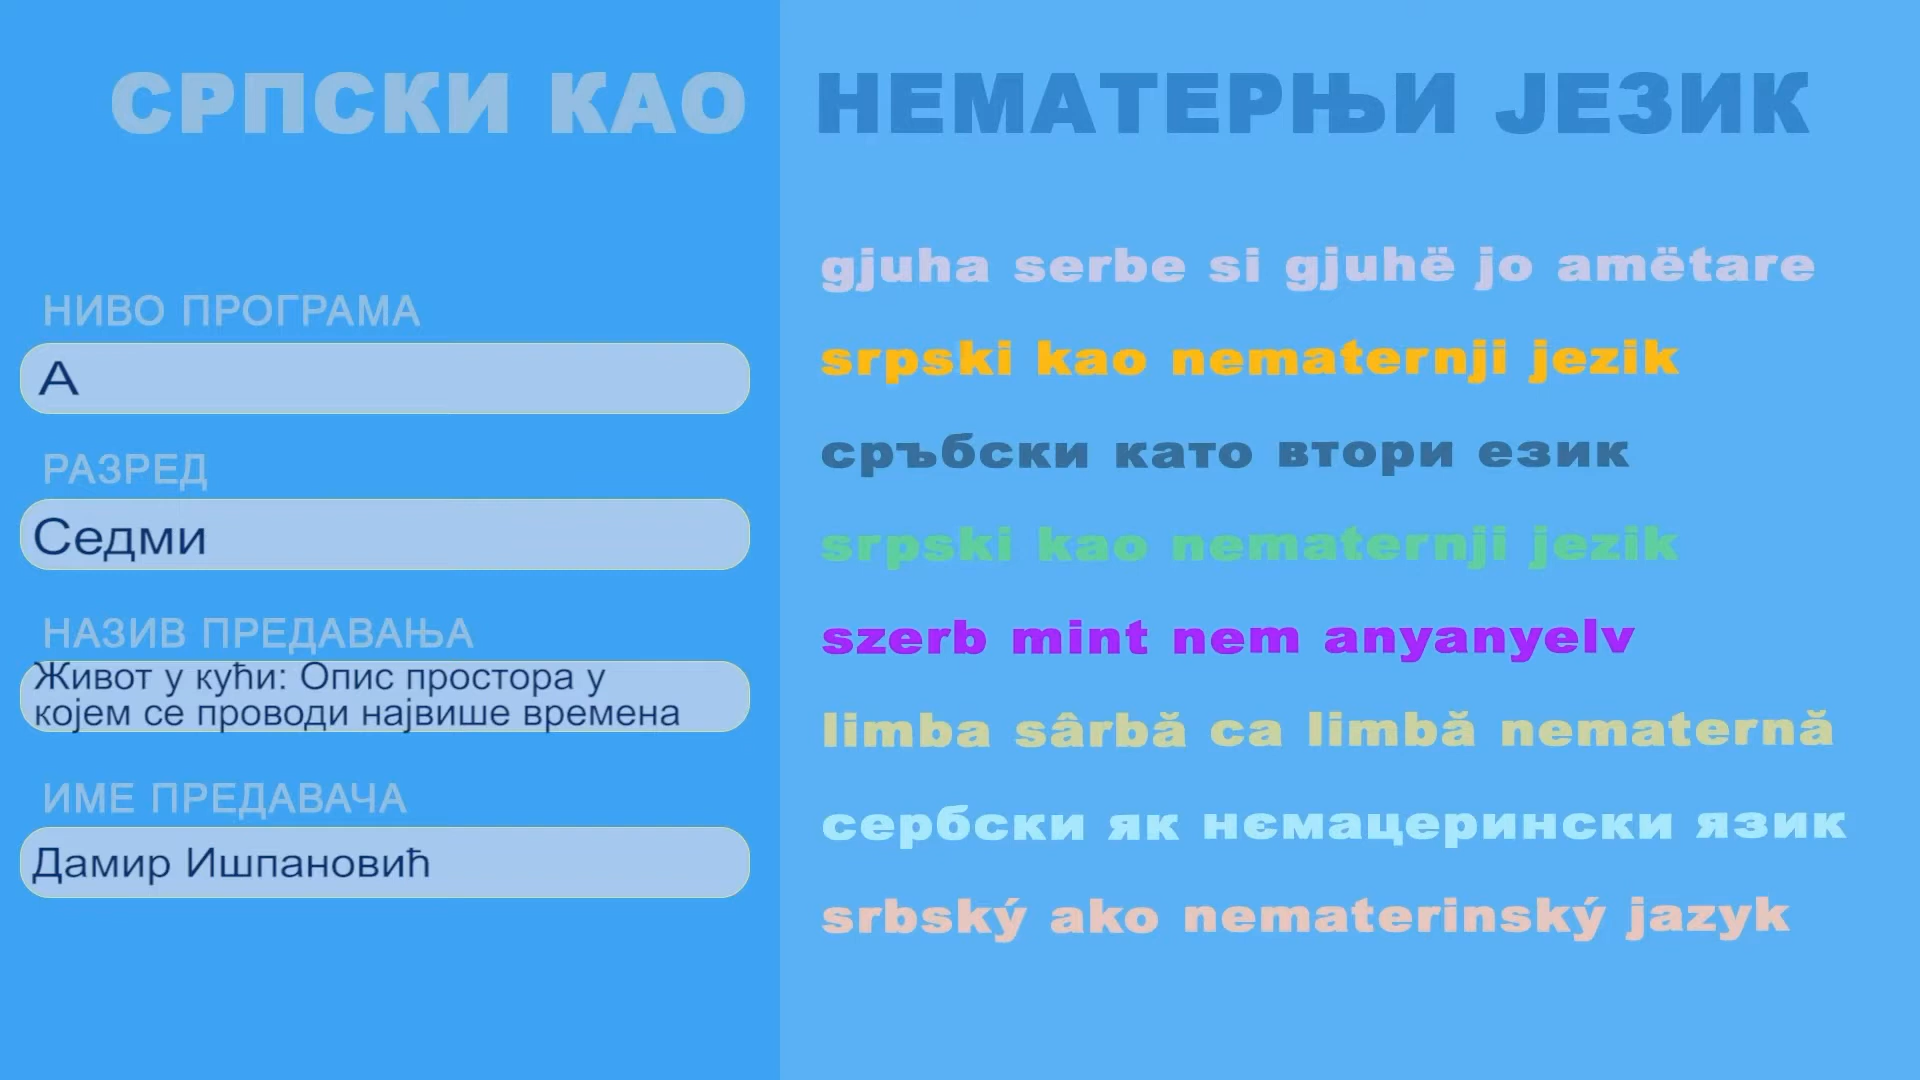 СРПСКИ КАО НЕМАТЕРЊИ ЈЕЗИК
НИВО ПРОГРАМА
А
РАЗРЕД
Седми
НАЗИВ ПРЕДАВАЊА
Живот у кући: Опис простора у
којем се проводи највише времена
ИМЕ ПРЕДАВАЧА
Дамир Ишпановић
gjuha serbe si gjuhë jo amëtare
srpski kao nematernji jezik
сръбски като втори език
srpski kao nematernji jezik
szerb mint nem anyanyelv
limba sârbă ca limbă nematernă
сербски як нємацерински язик
srbský ako nematerinský jazyk